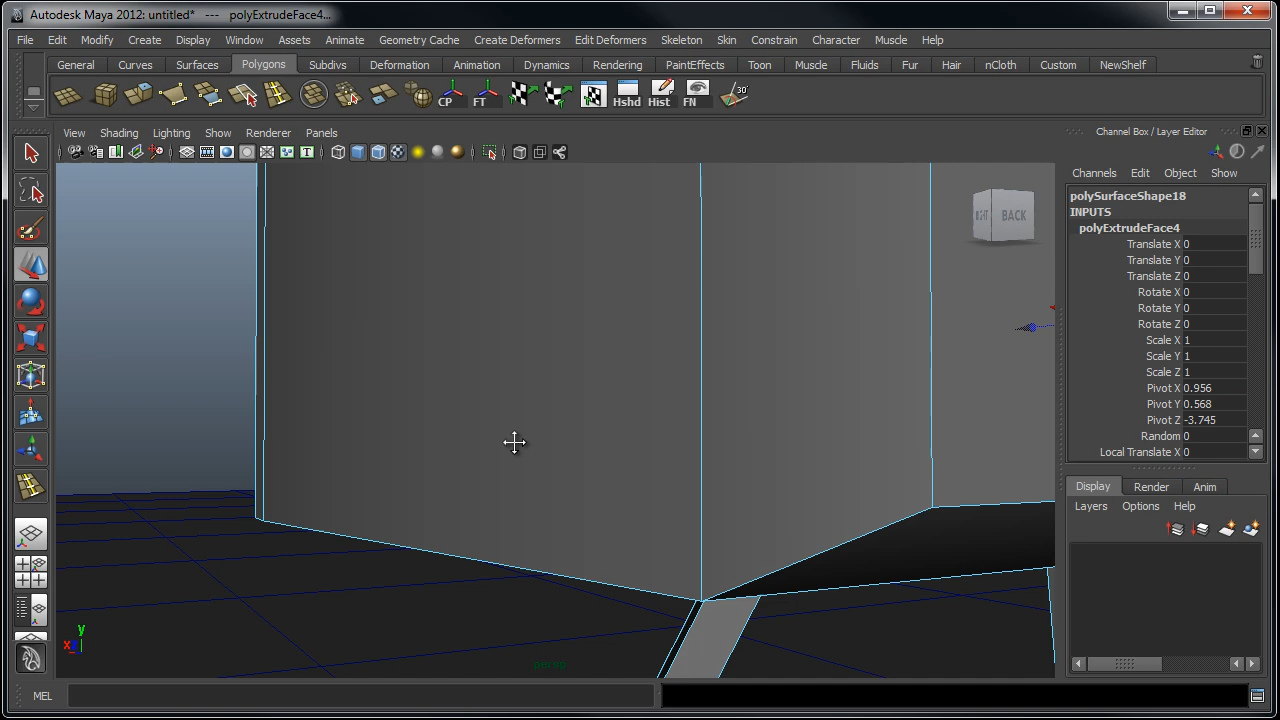 Autodesk Maya 2012: untitled* --- polyExtrudeFace4...
File Edit Modify Create Display Window Assets Animate Geometry Cache Create Deformers Edit Deformers Skeleton Skin Constrain Character Muscle Help
General Curves Surfaces Polygons Subdivs Deformation Animation Dynamics Rendering PaintEffects Toon Muscle Fluids Fur Hair nCloth Custom NewShelf
CP FT Hshd Hist FN 30
View Shading Lighting Show Renderer Panels
Channel Box / Layer Editor
Channels Edit Object Show
polySurfaceShape18
INPUTS
polyExtrudeFace4
Translate X 0
Translate Y 0
Translate Z 0
Rotate X 0
Rotate Y 0
Rotate Z 0
Scale X 1
Scale Y 1
Scale Z 1
Pivot X 0.956
Pivot Y 0.568
Pivot Z -3.745
Random 0
Local Translate X 0
BACK
Display Render Anim
Layers Options Help
y
x
persp
MEL